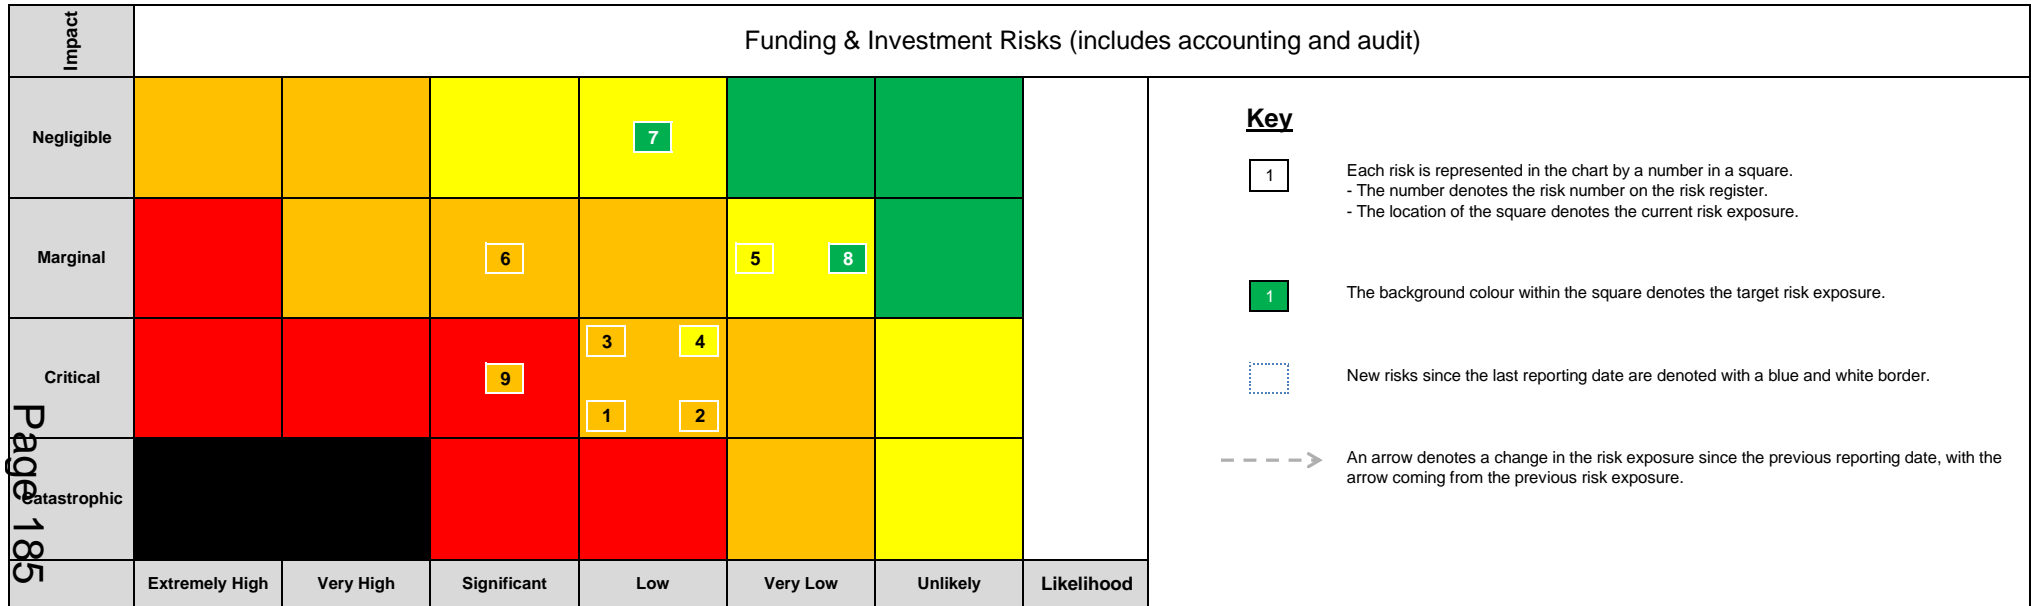 Impact
Funding & Investment Risks (includes accounting and audit)
Negligible
7
Marginal
6
5
8
Critical
3
4
9
1
2
Catastrophic
Extremely High
Very High
Significant
Low
Very Low
Unlikely
Likelihood
Key
1
Each risk is represented in the chart by a number in a square.
- The number denotes the risk number on the risk register.
- The location of the square denotes the current risk exposure.
1
The background colour within the square denotes the target risk exposure.
New risks since the last reporting date are denoted with a blue and white border.
An arrow denotes a change in the risk exposure since the previous reporting date, with the
arrow coming from the previous risk exposure.
Page 185